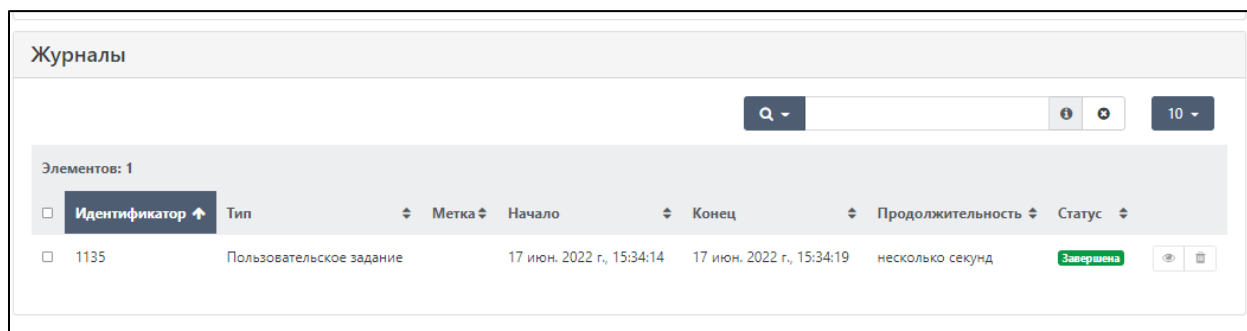 Журналы
10
Элементов: 1
Идентификатор Тип Метка Начало Конец Продолжительность Статус
1135 Пользовательское задание 17 июн. 2022 г., 15:34:14 17 июн. 2022 г., 15:34:19 несколько секунд Завершена